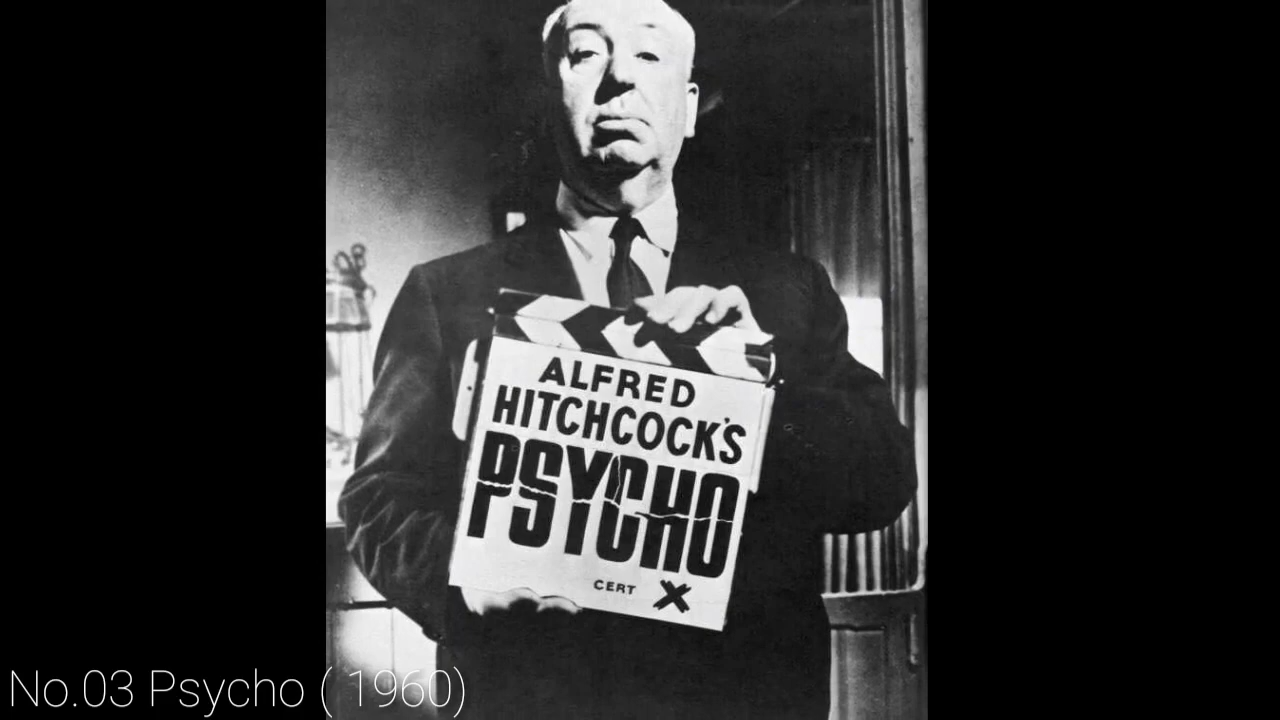 ALFRED
HITCHCOCK'S
PSYCHO
CERT X
No.03 Psycho ( 1960)